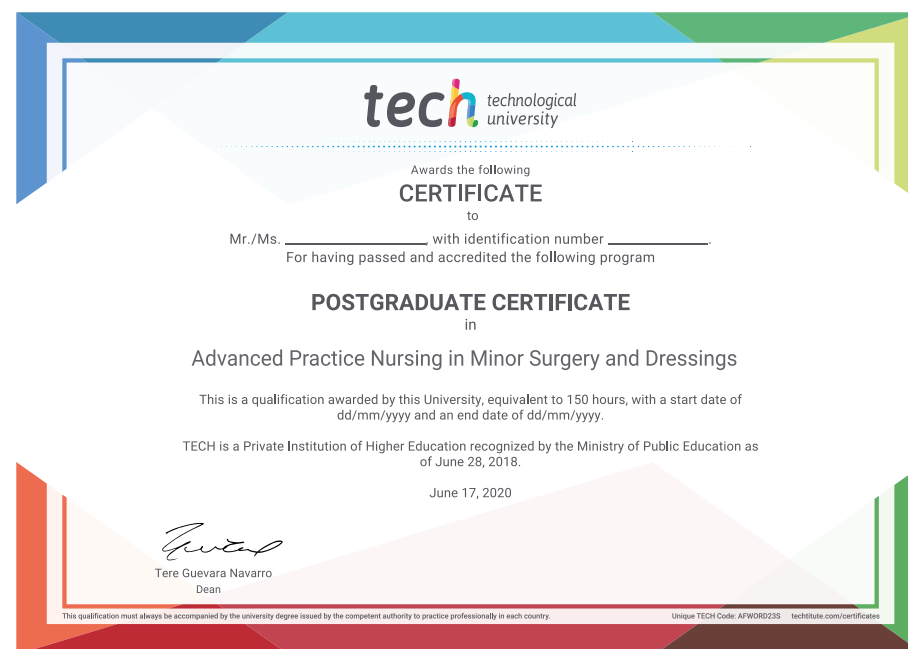 tech technological
university
Awards the following
CERTIFICATE
to
Mr./Ms. ____________________, with identification number ______________.
For having passed and accredited the following program
POSTGRADUATE CERTIFICATE
in
Advanced Practice Nursing in Minor Surgery and Dressings
This is a qualification awarded by this University, equivalent to 150 hours, with a start date of
dd/mm/yyyy and an end date of dd/mm/yyyy.
TECH is a Private Institution of Higher Education recognized by the Ministry of Public Education as
of June 28, 2018.
June 17, 2020
Tere Guevara Navarro
Dean
This qualification must always be accompanied by the university degree issued by the competent authority to practice professionally in each country.
Unique TECH Code: AFWORD23S techtitute.com/certificates